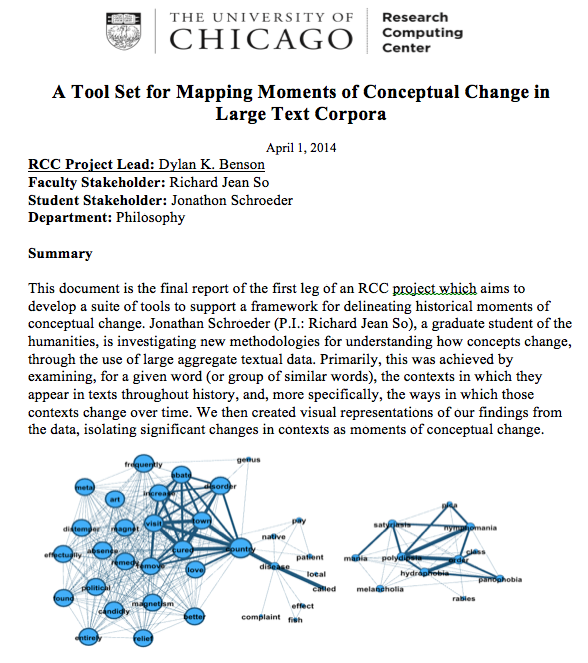 THE UNIVERSITY OF
CHICAGO
Research
Computing
Center
A Tool Set for Mapping Moments of Conceptual Change in
Large Text Corpora
April 1, 2014
RCC Project Lead: Dylan K. Benson
Faculty Stakeholder: Richard Jean So
Student Stakeholder: Jonathon Schroeder
Department: Philosophy
Summary
This document is the final report of the first leg of an RCC project which aims to
develop a suite of tools to support a framework for delineating historical moments of
conceptual change. Jonathan Schroeder (P.I.: Richard Jean So), a graduate student of the
humanities, is investigating new methodologies for understanding how concepts change,
through the use of large aggregate textual data. Primarily, this was achieved by
examining, for a given word (or group of similar words), the contexts in which they
appear in texts throughout history, and, more specifically, the ways in which those
contexts change over time. We then created visual representations of our findings from
the data, isolating significant changes in contexts as moments of conceptual change.
frequently
genus
abate
metal
disorder
increase
art
visit
town
distemper
magnet
cured
country
effectually
absence
remedy
remove
love
political
found
magnetism
candidly
better
entirely
relief
pay
native
patient
disease
local
called
effect
complaint
fish
pica
satyriasis
nymphomania
mania
polydipsia
class
order
hydrophobia
panophobia
melancholia
rabies